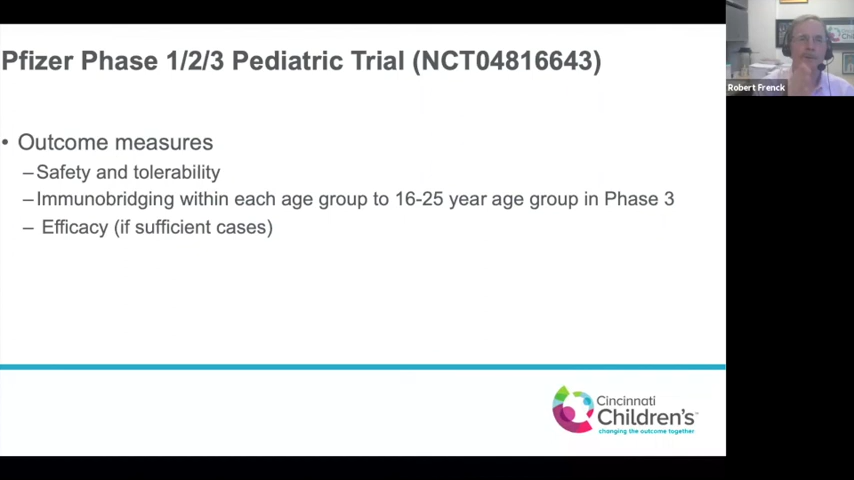 Pfizer Phase 1/2/3 Pediatric Trial (NCT04816643)
• Outcome measures
–Safety and tolerability
–Immunobridging within each age group to 16-25 year age group in Phase 3
– Efficacy (if sufficient cases)
Cincinnati
Children's™
changing the outcome together
Robert Frenck